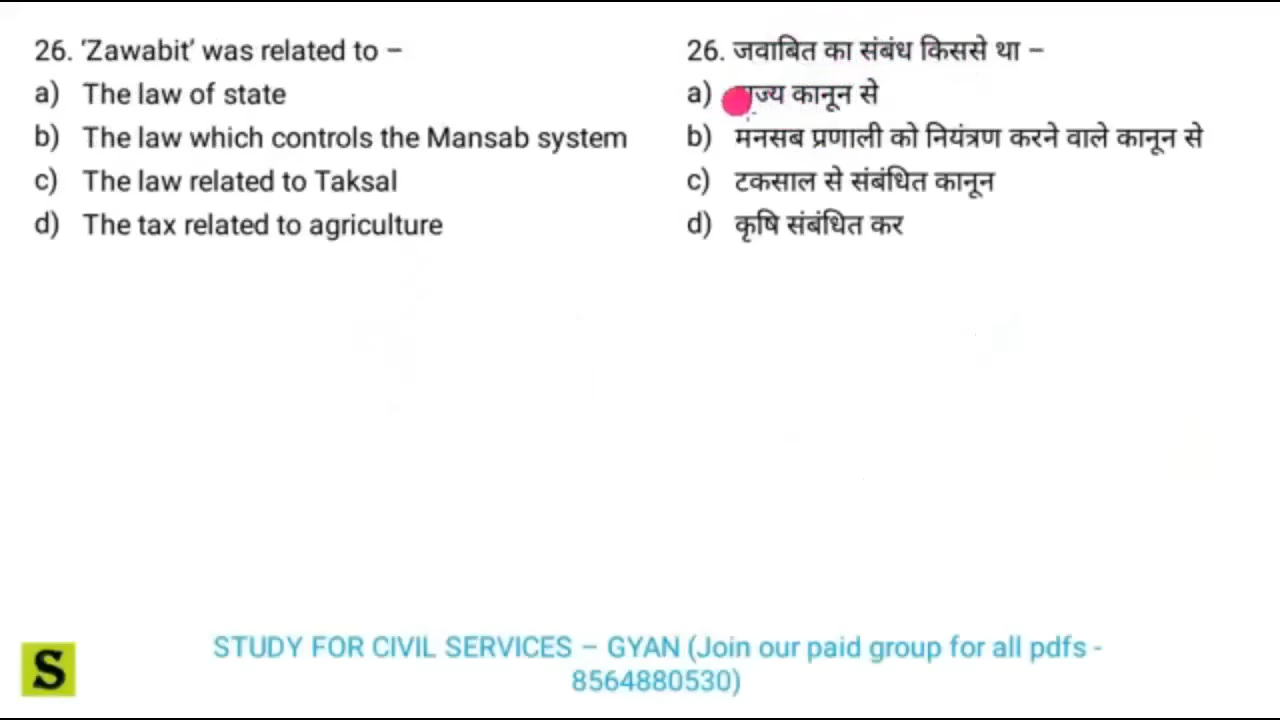 26. ‘Zawabit’ was related to –
a) The law of state
b) The law which controls the Mansab system
c) The law related to Taksal
d) The tax related to agriculture
26. जवाबित का संबंध किससे था –
a) कानून से
b) मनसब प्रणाली को नियंत्रण करने वाले कानून से
c) टकसाल से संबंधित कानून
d) कृषि संबंधित कर
S
STUDY FOR CIVIL SERVICES – GYAN (Join our paid group for all pdfs -
8564880530)